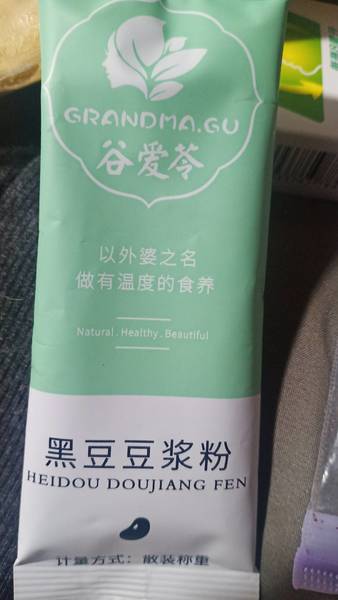 GRANDMA.GU
谷爱苓
以外婆之名
做有温度的食养
Natural . Healthy . Beautiful
黑豆豆浆粉
HEIDOU DOUJIANG FEN
计量方式：散装称重